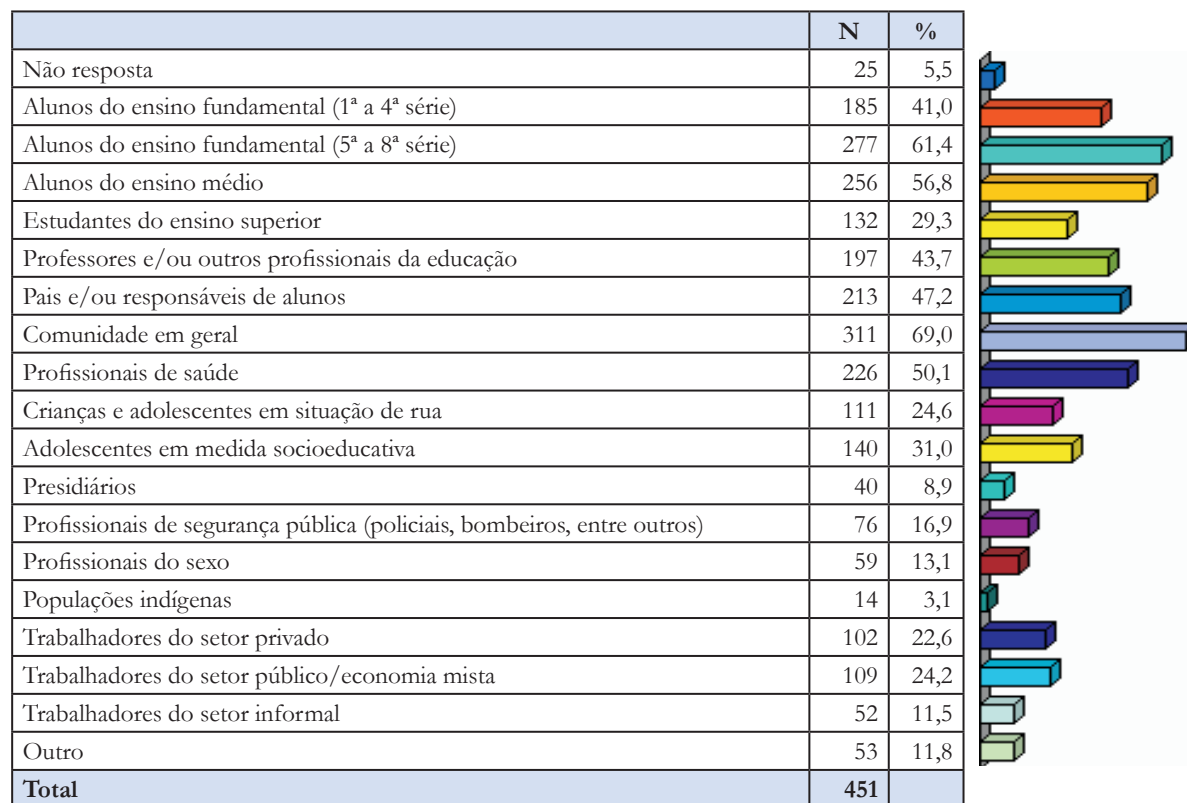 N %
Não resposta 25 5,5
Alunos do ensino fundamental (1ª a 4ª série) 185 41,0
Alunos do ensino fundamental (5ª a 8ª série) 277 61,4
Alunos do ensino médio 256 56,8
Estudantes do ensino superior 132 29,3
Professores e/ou outros profissionais da educação 197 43,7
Pais e/ou responsáveis de alunos 213 47,2
Comunidade em geral 311 69,0
Profissionais de saúde 226 50,1
Crianças e adolescentes em situação de rua 111 24,6
Adolescentes em medida socioeducativa 140 31,0
Presidiários 40 8,9
Profissionais de segurança pública (policiais, bombeiros, entre outros) 76 16,9
Profissionais do sexo 59 13,1
Populações indígenas 14 3,1
Trabalhadores do setor privado 102 22,6
Trabalhadores do setor público/economia mista 109 24,2
Trabalhadores do setor informal 52 11,5
Outro 53 11,8
Total 451